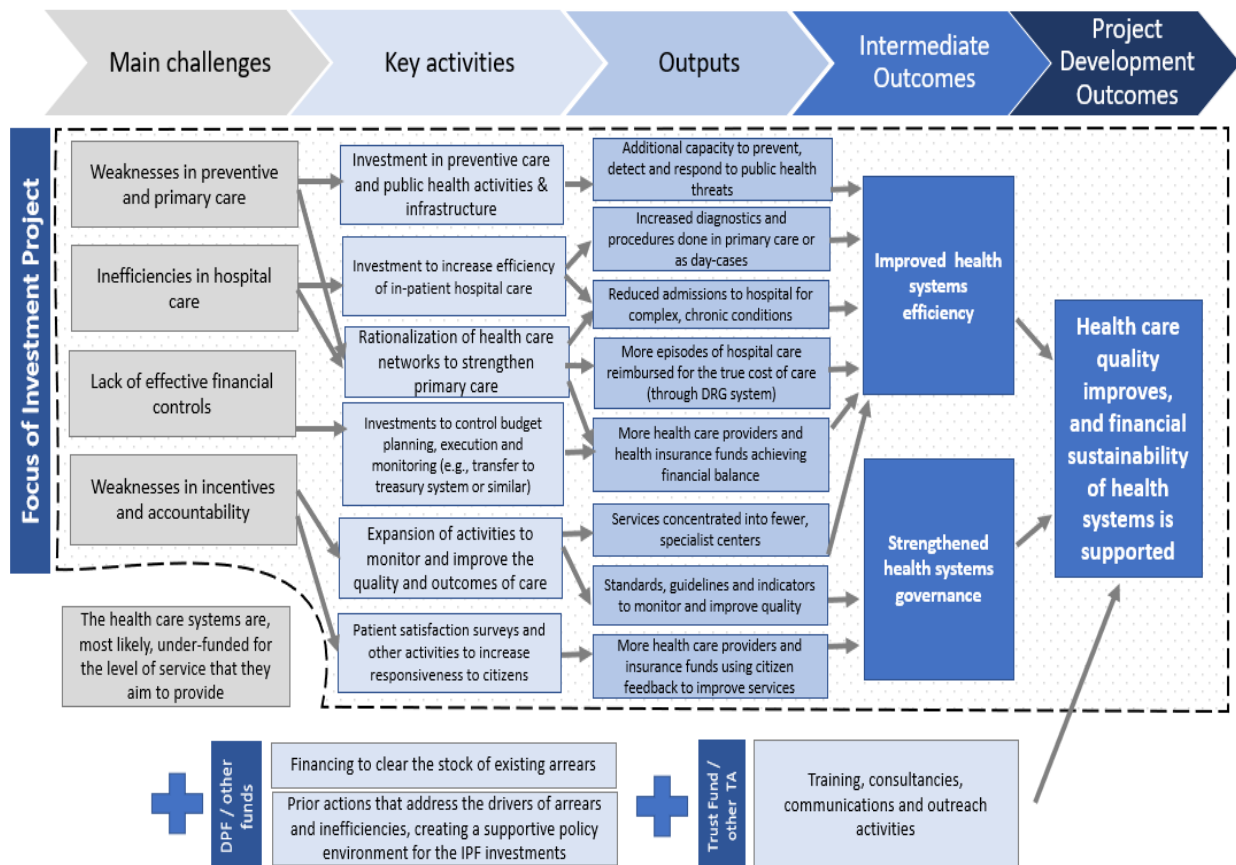 Main challenges
Key activities
Outputs
Intermediate
Outcomes
Project
Development
Outcomes
Focus of Investment Project
Weaknesses in preventive
and primary care
Inefficiencies in hospital
care
Lack of effective financial
controls
Weaknesses in incentives
and accountability
The health care systems are,
most likely, under-funded for
the level of service that they
aim to provide
Investment in preventive care
and public health activities &
infrastructure
Investment to increase efficiency
of in-patient hospital care
Rationalization of health care
networks to strengthen
primary care
Investments to control budget
planning, execution and
monitoring (e.g., transfer to
treasury system or similar)
Expansion of activities to
monitor and improve the
quality and outcomes of care
Patient satisfaction surveys and
other activities to increase
responsiveness to citizens
Additional capacity to prevent,
detect and respond to public health
threats
Increased diagnostics and
procedures done in primary care or
as day-cases
Reduced admissions to hospital for
complex, chronic conditions
More episodes of hospital care
reimbursed for the true cost of care
(through DRG system)
More health care providers and
health insurance funds achieving
financial balance
Services concentrated into fewer,
specialist centers
Standards, guidelines and indicators
to monitor and improve quality
More health care providers and
insurance funds using citizen
feedback to improve services
Improved health
systems
efficiency
Strengthened
health systems
governance
Health care
quality
improves,
and financial
sustainability
of health
systems is
supported
DPF / other
funds
Financing to clear the stock of existing arrears
Prior actions that address the drivers of arrears
and inefficiencies, creating a supportive policy
environment for the IPF investments
Trust Fund /
other TA
Training, consultancies,
communications and outreach
activities